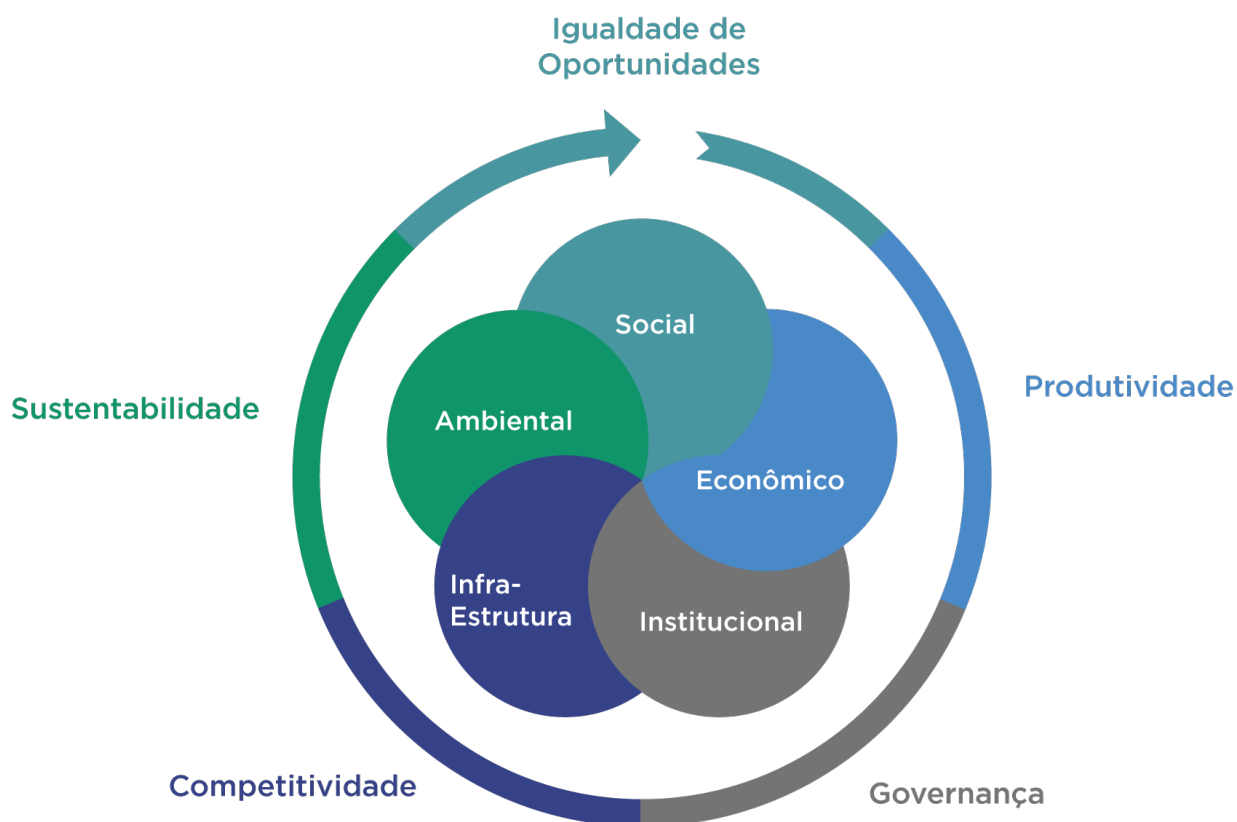 Igualdade de
Oportunidades
Social
Sustentabilidade
Ambiental
Produtividade
Econômico
Infra-
Estrutura
Institucional
Competitividade
Governança